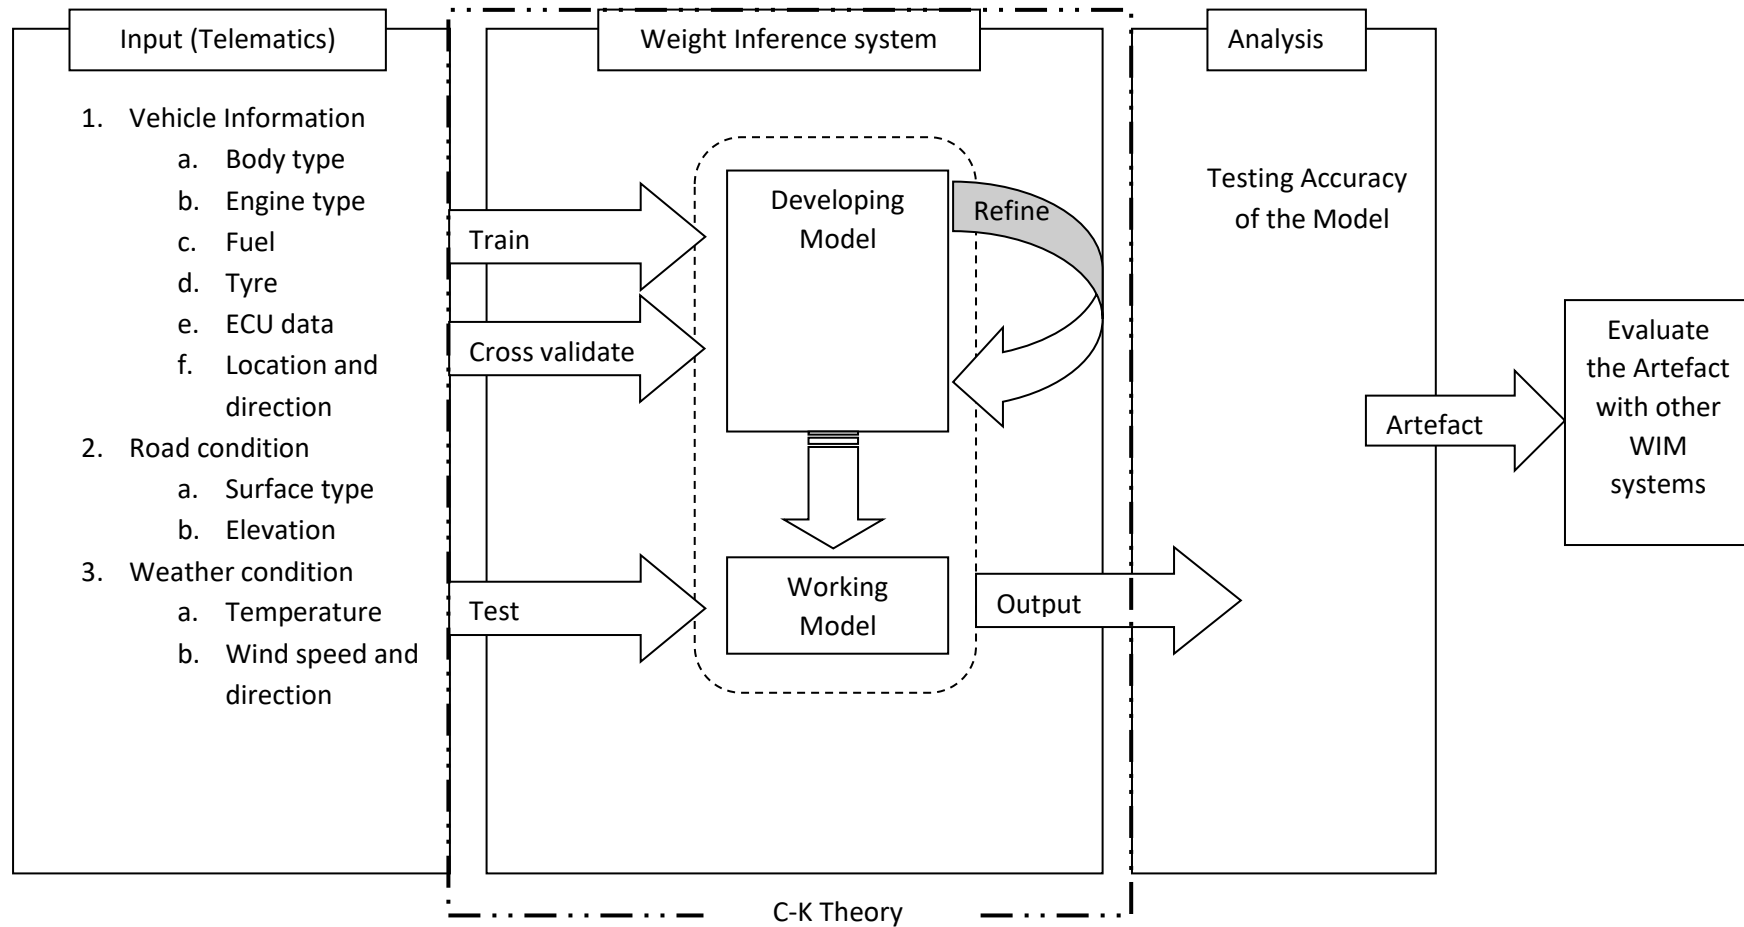 Input (Telematics)
1. Vehicle Information
a. Body type
b. Engine type
c. Fuel
d. Tyre
e. ECU data
f. Location and
direction
2. Road condition
a. Surface type
b. Elevation
3. Weather condition
a. Temperature
b. Wind speed and
direction
Weight Inference system
Train
Cross validate
Test
Developing
Model
Refine
Working
Model
Output
C-K Theory
Analysis
Testing Accuracy
of the Model
Artefact
Evaluate
the Artefact
with other
WIM
systems